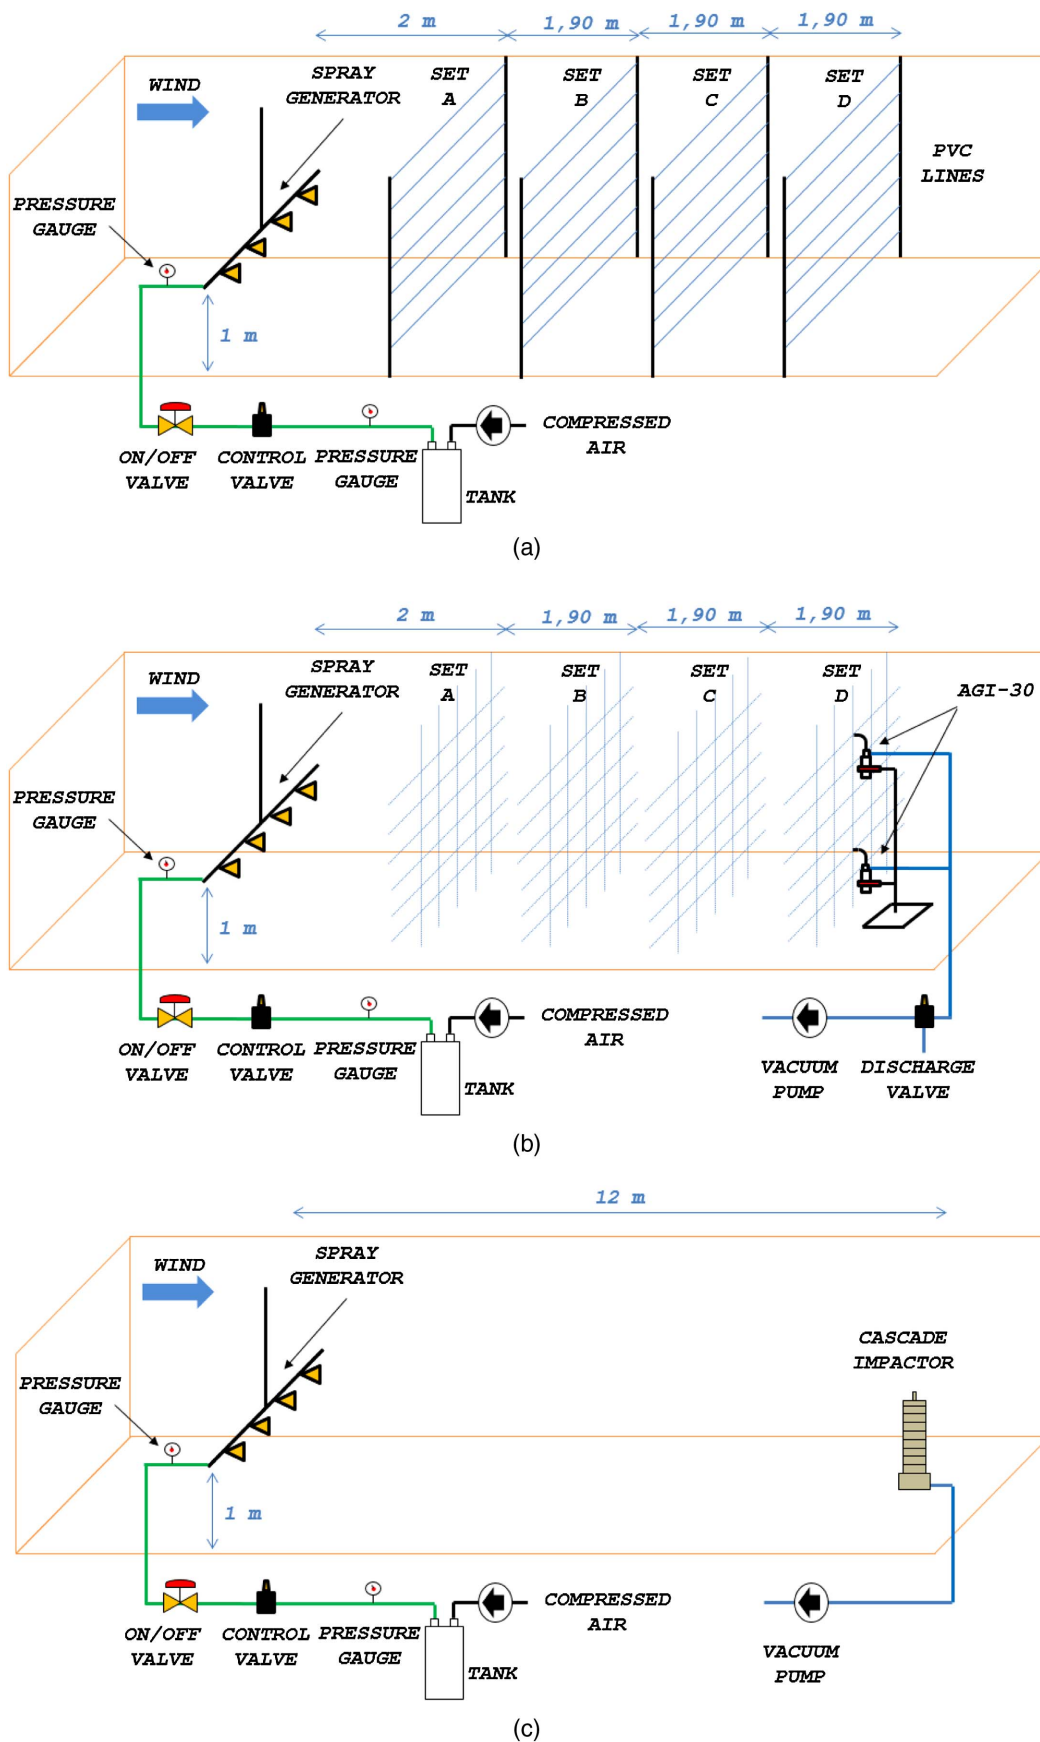 2 m 1,90 m 1,90 m 1,90 m
WIND
SPRAY
GENERATOR
SET
A
SET
B
SET
C
SET
D
PVC
LINES
PRESSURE
GAUGE
1 m
ON/OFF
VALVE
CONTROL
VALVE
PRESSURE
GAUGE
TANK
COMPRESSED
AIR
(a)
2 m 1,90 m 1,90 m 1,90 m
WIND
SPRAY
GENERATOR
SET
A
SET
B
SET
C
SET
D
AGI-30
PRESSURE
GAUGE
1 m
ON/OFF
VALVE
CONTROL
VALVE
PRESSURE
GAUGE
TANK
COMPRESSED
AIR
VACUUM
PUMP
DISCHARGE
VALVE
(b)
12 m
WIND
SPRAY
GENERATOR
CASCADE
IMPACTOR
PRESSURE
GAUGE
1 m
ON/OFF
VALVE
CONTROL
VALVE
PRESSURE
GAUGE
TANK
COMPRESSED
AIR
VACUUM
PUMP
(c)